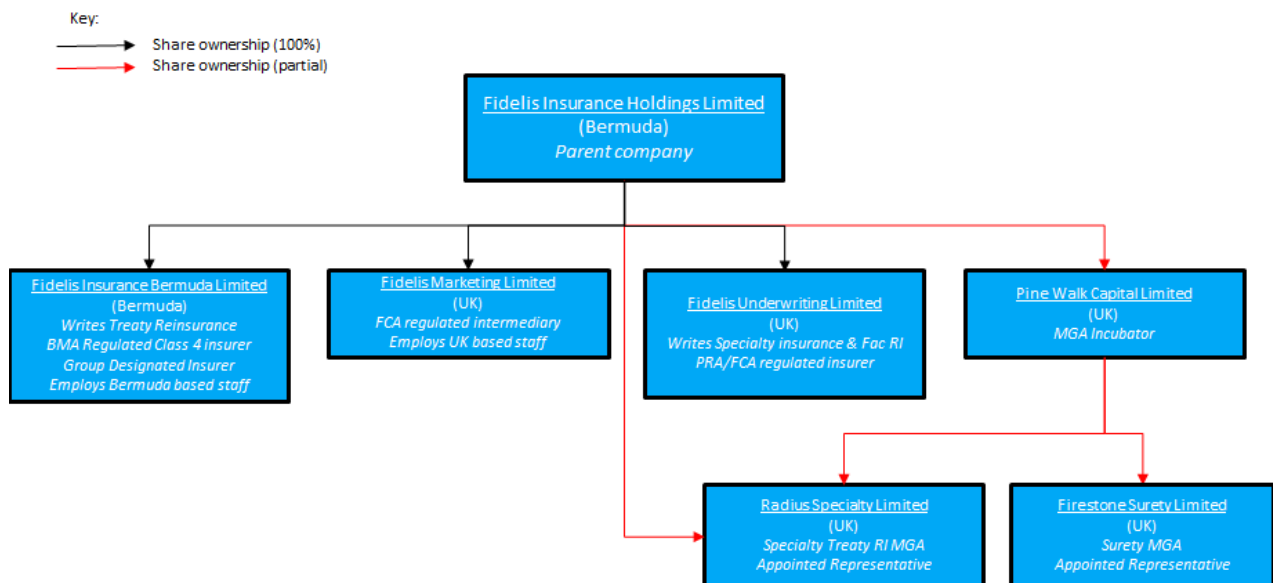 Key:
Share ownership (100%)
Share ownership (partial)
Fidelis Insurance Holdings Limited
(Bermuda)
Parent company
Fidelis Insurance Bermuda Limited
(Bermuda)
Writes Treaty Reinsurance
BMA Regulated Class 4 insurer
Group Designated Insurer
Employs Bermuda based staff
Fidelis Marketing Limited
(UK)
FCA regulated intermediary
Employs UK based staff
Fidelis Underwriting Limited
(UK)
Writes Specialty insurance & Fac RI
PRA/FCA regulated insurer
Pine Walk Capital Limited
(UK)
MGA Incubator
Radius Specialty Limited
(UK)
Specialty Treaty RI MGA
Appointed Representative
Firestone Surety Limited
(UK)
Surety MGA
Appointed Representative